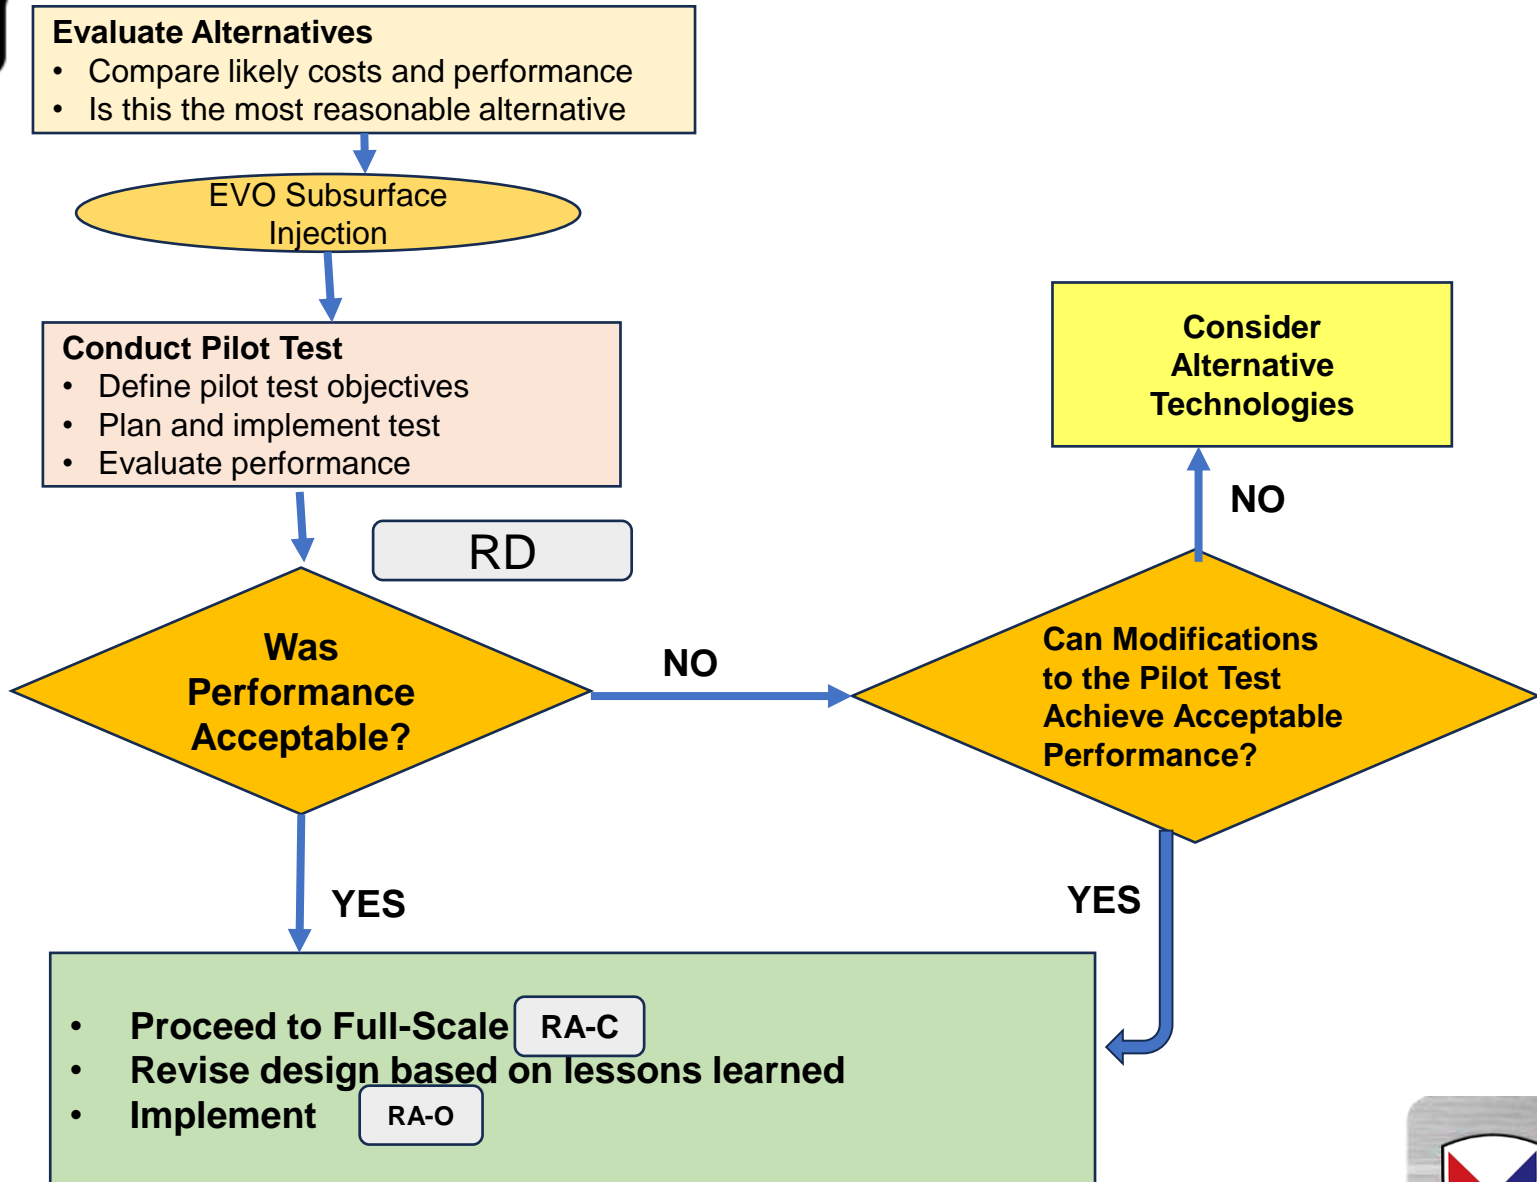 Evaluate Alternatives
• Compare likely costs and performance
• Is this the most reasonable alternative
EVO Subsurface
Injection
Conduct Pilot Test
• Define pilot test objectives
• Plan and implement test
• Evaluate performance
RD
Was
Performance
Acceptable?
NO
Can Modifications
to the Pilot Test
Achieve Acceptable
Performance?
NO
Consider
Alternative
Technologies
YES
YES
• Proceed to Full-Scale RA-C
• Revise design based on lessons learned
• Implement RA-O